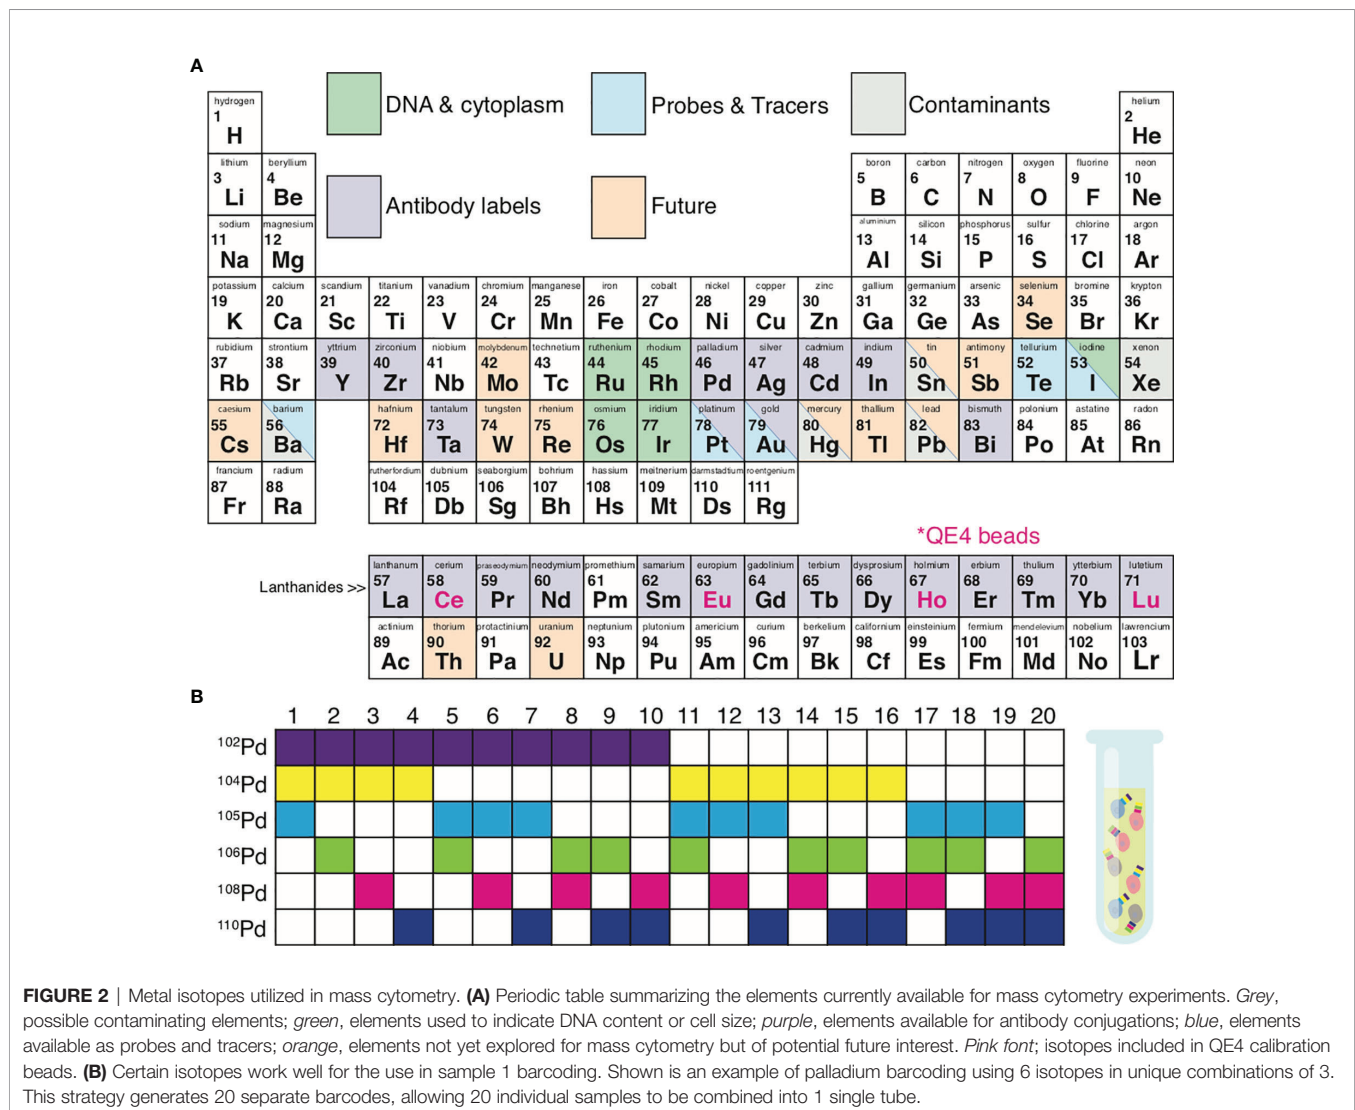 A
DNA & cytoplasm
Probes & Tracers
Contaminants
Antibody labels
Future
hydrogen 1 H
helium 2 He
lithium 3 Li
beryllium 4 Be
boron 5 B
carbon 6 C
nitrogen 7 N
oxygen 8 O
fluorine 9 F
neon 10 Ne
sodium 11 Na
magnesium 12 Mg
aluminium 13 Al
silicon 14 Si
phosphorus 15 P
sulfur 16 S
chlorine 17 Cl
argon 18 Ar
potassium 19 K
calcium 20 Ca
scandium 21 Sc
titanium 22 Ti
vanadium 23 V
chromium 24 Cr
manganese 25 Mn
iron 26 Fe
cobalt 27 Co
nickel 28 Ni
copper 29 Cu
zinc 30 Zn
gallium 31 Ga
germanium 32 Ge
arsenic 33 As
selenium 34 Se
bromine 35 Br
krypton 36 Kr
rubidium 37 Rb
strontium 38 Sr
yttrium 39 Y
zirconium 40 Zr
niobium 41 Nb
molybdenum 42 Mo
technetium 43 Tc
ruthenium 44 Ru
rhodium 45 Rh
palladium 46 Pd
silver 47 Ag
cadmium 48 Cd
indium 49 In
tin 50 Sn
antimony 51 Sb
tellurium 52 Te
iodine 53 I
xenon 54 Xe
caesium 55 Cs
barium 56 Ba
hafnium 72 Hf
tantalum 73 Ta
tungsten 74 W
rhenium 75 Re
osmium 76 Os
iridium 77 Ir
platinum 78 Pt
gold 79 Au
mercury 80 Hg
thallium 81 Tl
lead 82 Pb
bismuth 83 Bi
polonium 84 Po
astatine 85 At
radon 86 Rn
francium 87 Fr
radium 88 Ra
rutherfordium 104 Rf
dubnium 105 Db
seaborgium 106 Sg
bohrium 107 Bh
hassium 108 Hs
meitnerium 109 Mt
darmstadtium 110 Ds
roentgenium 111 Rg
*QE4 beads
Lanthanides >>
lanthanum 57 La
cerium 58 Ce
praseodymium 59 Pr
neodymium 60 Nd
promethium 61 Pm
samarium 62 Sm
europium 63 Eu
gadolinium 64 Gd
terbium 65 Tb
dysprosium 66 Dy
holmium 67 Ho
erbium 68 Er
thulium 69 Tm
ytterbium 70 Yb
lutetium 71 Lu
actinium 89 Ac
thorium 90 Th
protactinium 91 Pa
uranium 92 U
neptunium 93 Np
plutonium 94 Pu
americium 95 Am
curium 96 Cm
berkelium 97 Bk
californium 98 Cf
einsteinium 99 Es
fermium 100 Fm
mendelevium 101 Md
nobelium 102 No
lawrencium 103 Lr
B
1 2 3 4 5 6 7 8 9 10 11 12 13 14 15 16 17 18 19 20
¹⁰²Pd
¹⁰⁴Pd
¹⁰⁵Pd
¹⁰⁶Pd
¹⁰⁸Pd
¹¹⁰Pd
FIGURE 2 | Metal isotopes utilized in mass cytometry. (A) Periodic table summarizing the elements currently available for mass cytometry experiments. Grey,
possible contaminating elements; green, elements used to indicate DNA content or cell size; purple, elements available for antibody conjugations; blue, elements
available as probes and tracers; orange, elements not yet explored for mass cytometry but of potential future interest. Pink font; isotopes included in QE4 calibration
beads. (B) Certain isotopes work well for the use in sample 1 barcoding. Shown is an example of palladium barcoding using 6 isotopes in unique combinations of 3.
This strategy generates 20 separate barcodes, allowing 20 individual samples to be combined into 1 single tube.